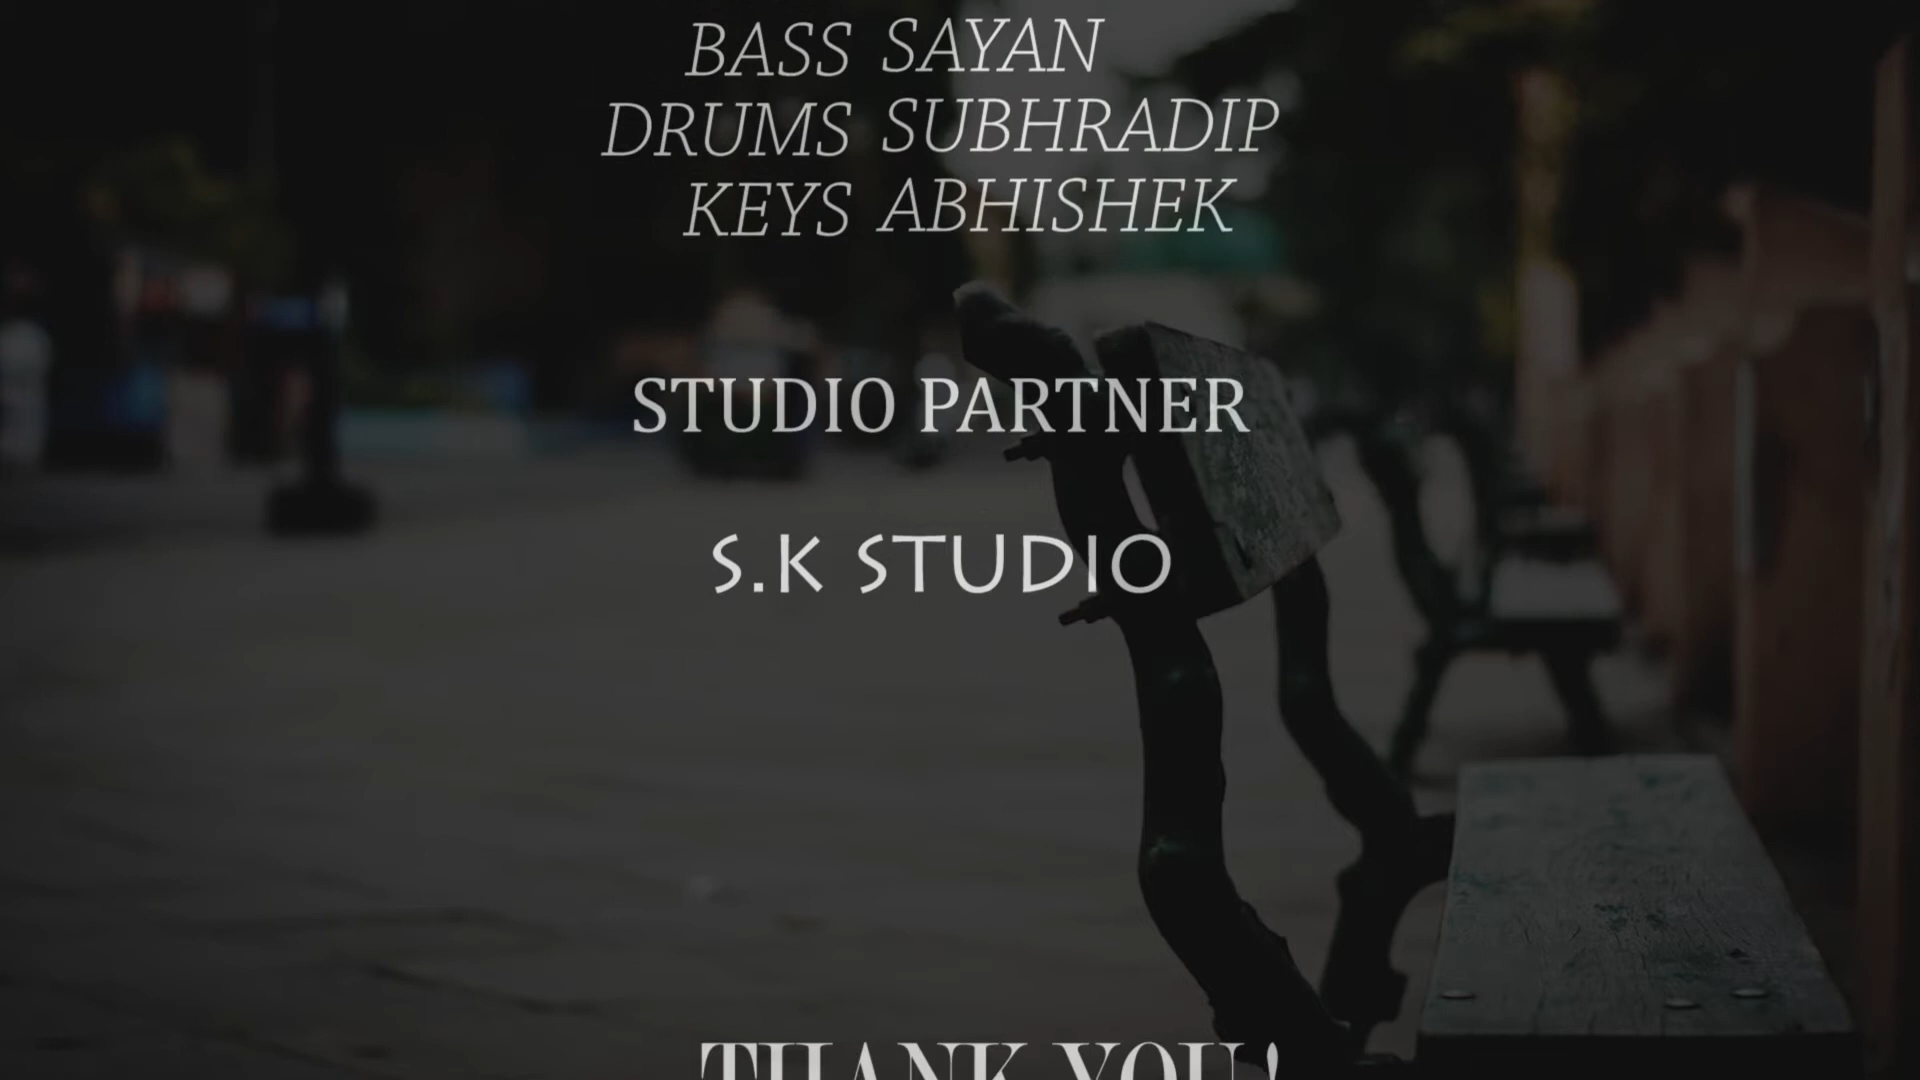 BASS SAYAN
DRUMS SUBHRADIP
KEYS ABHISHEK
STUDIO PARTNER
S.K STUDIO
THANK YOU!